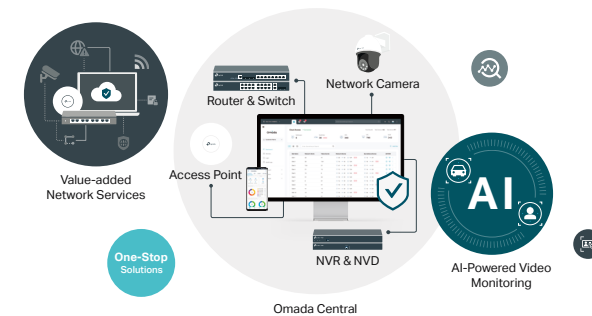 Network Camera
Router & Switch
Access Point
Value-added
Network Services
AI
One-Stop
Solutions
NVR & NVD
AI-Powered Video
Monitoring
Omada Central